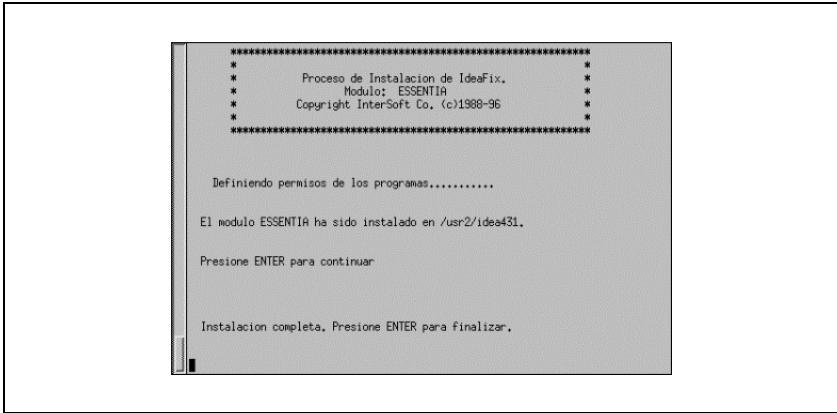 ************************************************************
* *
* Proceso de Instalacion de IdeaFix. *
* Modulo: ESSENTIA *
* Copyright InterSoft Co. (c)1988-96 *
* *
************************************************************
Definiendo permisos de los programas...........
El modulo ESSENTIA ha sido instalado en /usr2/idea431.
Presione ENTER para continuar
Instalacion completa. Presione ENTER para finalizar.